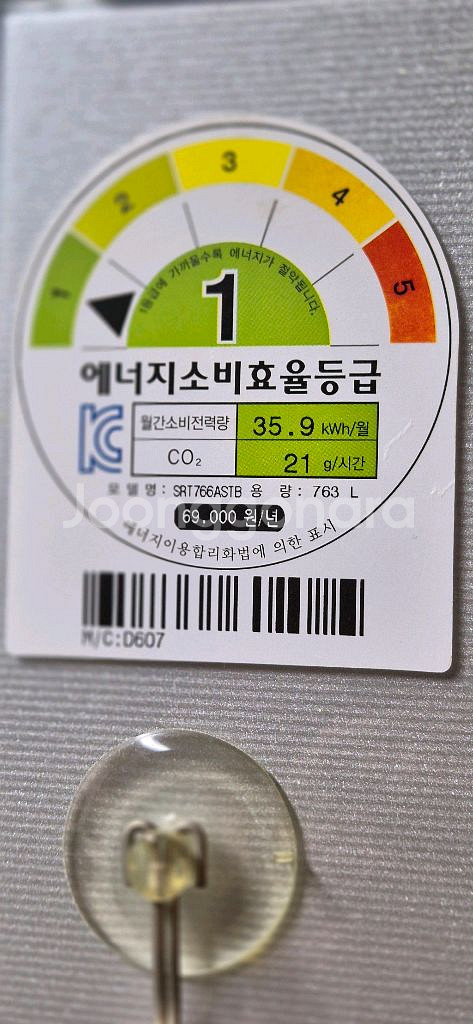 1 2 3 4 5
1등급에 가까울수록 에너지가 절약됩니다.
1
에너지소비효율등급
월간소비전력량 35.9 kWh/월
CO₂ 21 g/시간
모델명: SRT766ASTB 용 량: 763 L
69,000 원/년
에너지이용합리화법에 의한 표시
Joonggonara
M/C:D607